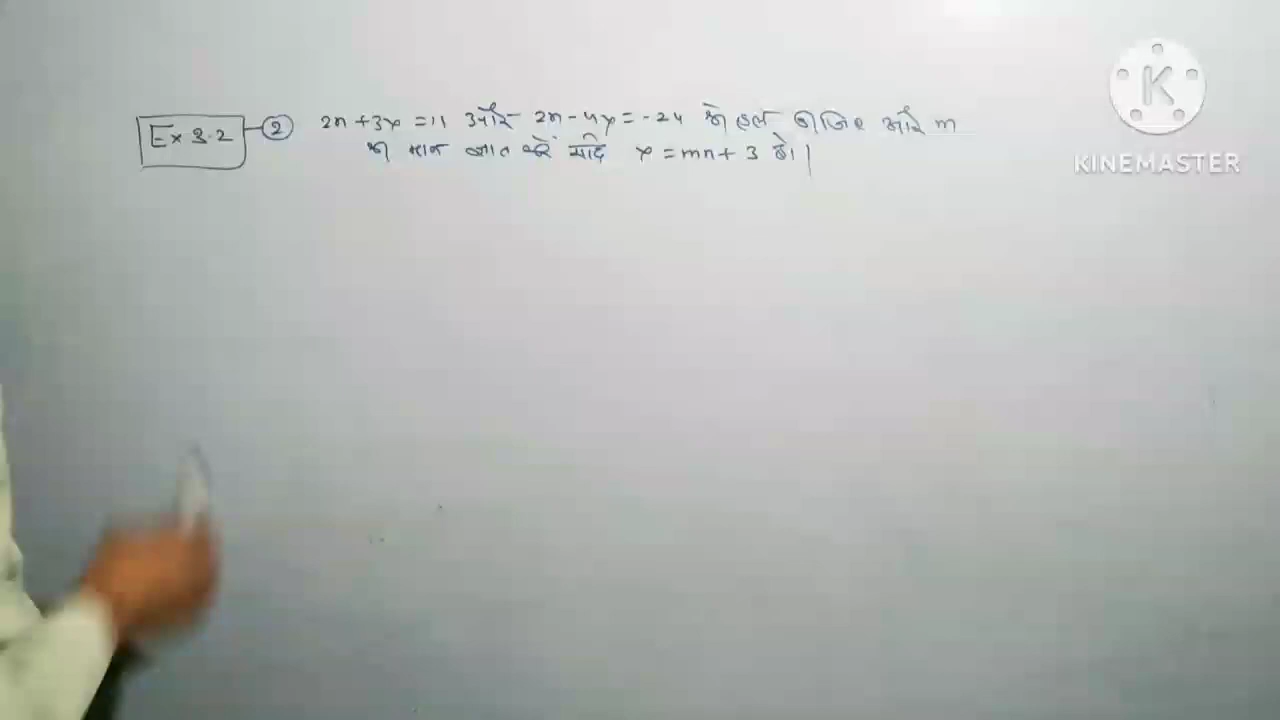 Ex 3.2 ② 2x + 3y = 11 और 2x - 4y = -24 को हल कीजिए और m
का मान ज्ञात करें यदि y = mx + 3 हो।
KINEMASTER